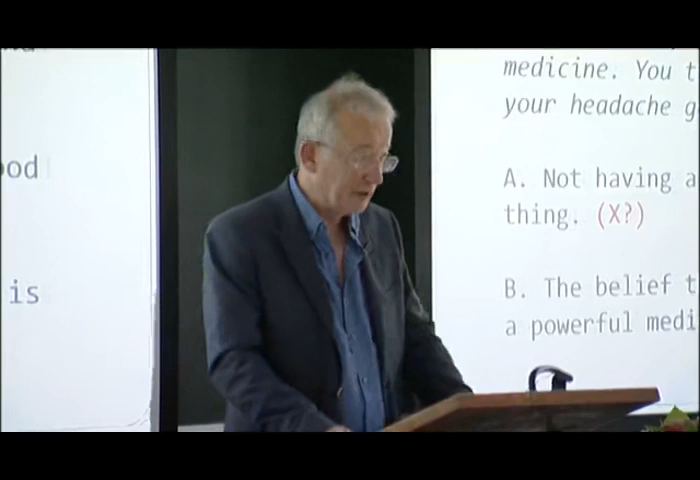 ood
is
medicine. You t
your headache g
A. Not having a
thing. (X?)
B. The belief t
a powerful medi